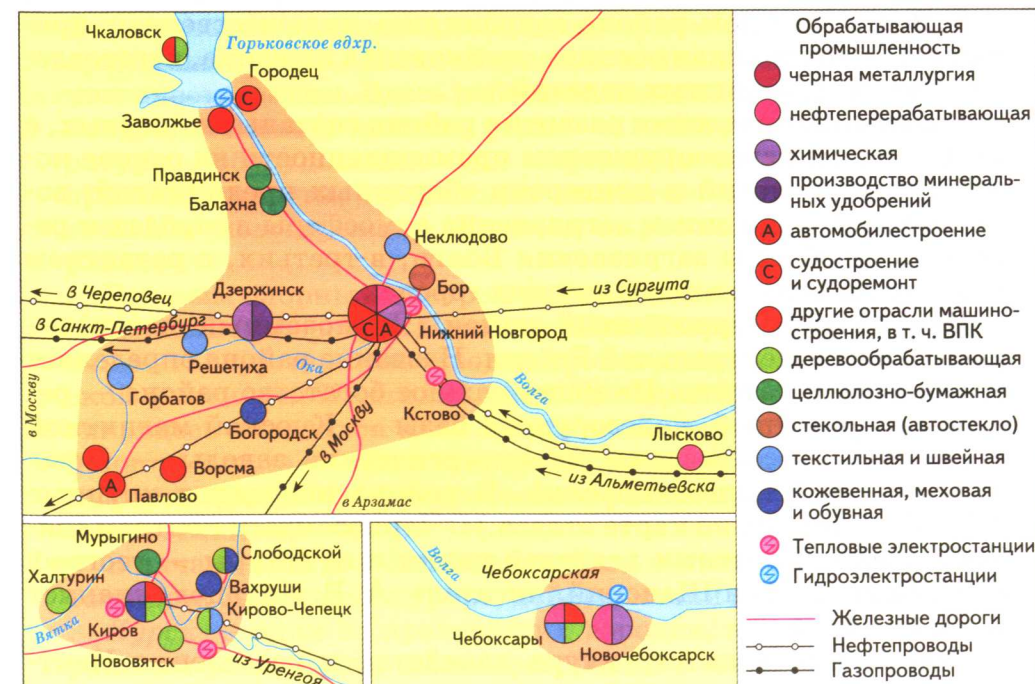 Чкаловск
Горьковское вдхр.
Городец
С
Заволжье
Правдинск
Балахна
Неклюдово
Бор
в Череповец
Дзержинск
из Сургута
в Санкт-Петербург
С А
Нижний Новгород
Решетиха
Ока
Горбатов
в Москву
Богородск
в Москву
Кстово
Волга
Лысково
Ворсма
А
Павлово
в Арзамас
из Альметьевска
Мурыгино
Слободской
Халтурин
Вахруши
Кирово-Чепецк
Вятка
Киров
Нововятск
из Уренгоя
Волга
Чебоксарская
Чебоксары
Новочебоксарск
Обрабатывающая
промышленность
черная металлургия
нефтеперерабатывающая
химическая
производство минераль-
ных удобрений
А автомобилестроение
С судостроение
и судоремонт
другие отрасли машино-
строения, в т. ч. ВПК
деревообрабатывающая
целлюлозно-бумажная
стекольная (автостекло)
текстильная и швейная
кожевенная, меховая
и обувная
Тепловые электростанции
Гидроэлектростанции
Железные дороги
Нефтепроводы
Газопроводы